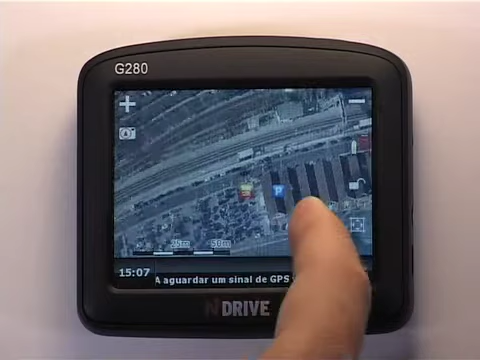 G280
P
25m 50m
15:07
A aguardar um sinal de GPS
NDRIVE